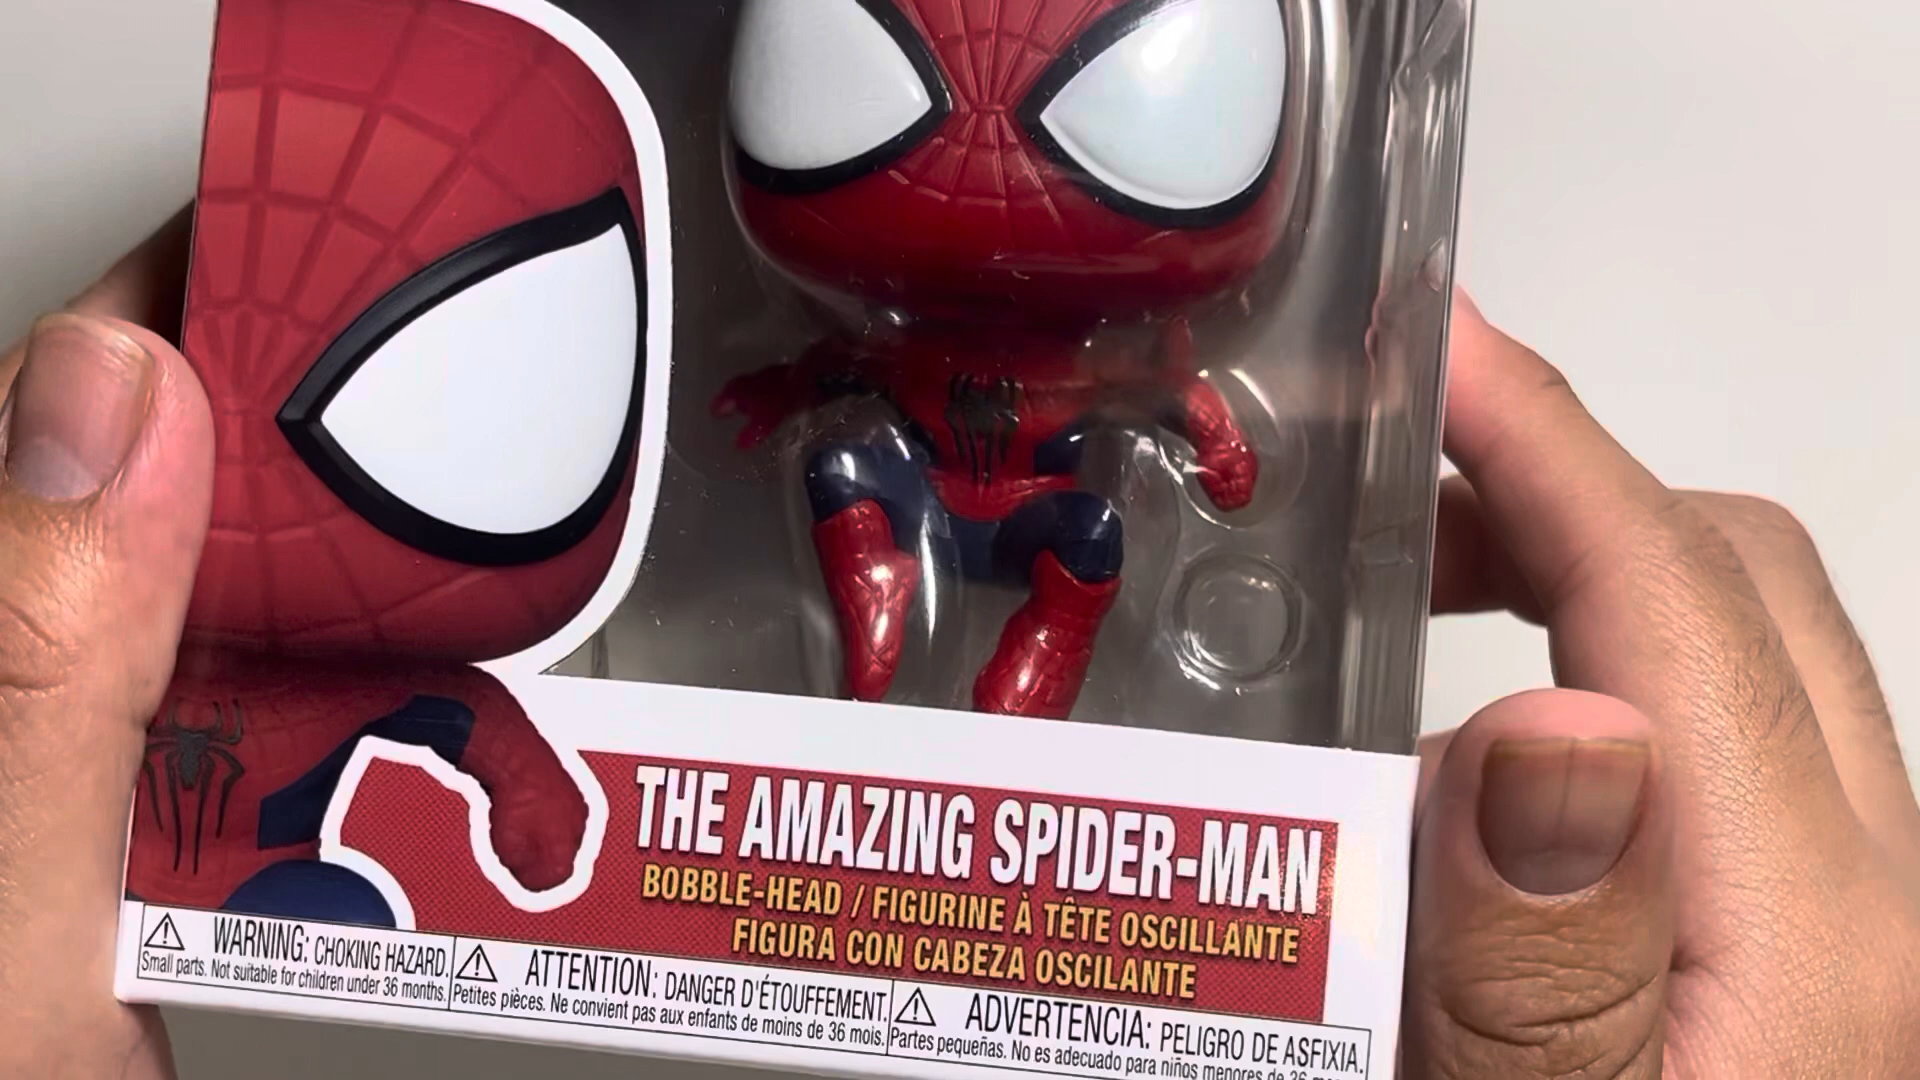 THE AMAZING SPIDER-MAN
BOBBLE-HEAD / FIGURINE À TÊTE OSCILLANTE
FIGURA CON CABEZA OSCILANTE
WARNING: CHOKING HAZARD.
Small parts. Not suitable for children under 36 months.
ATTENTION: DANGER D'ÉTOUFFEMENT.
Petites pièces. Ne convient pas aux enfants de moins de 36 mois.
ADVERTENCIA: PELIGRO DE ASFIXIA.
Partes pequeñas. No es adecuado para niños menores de 36